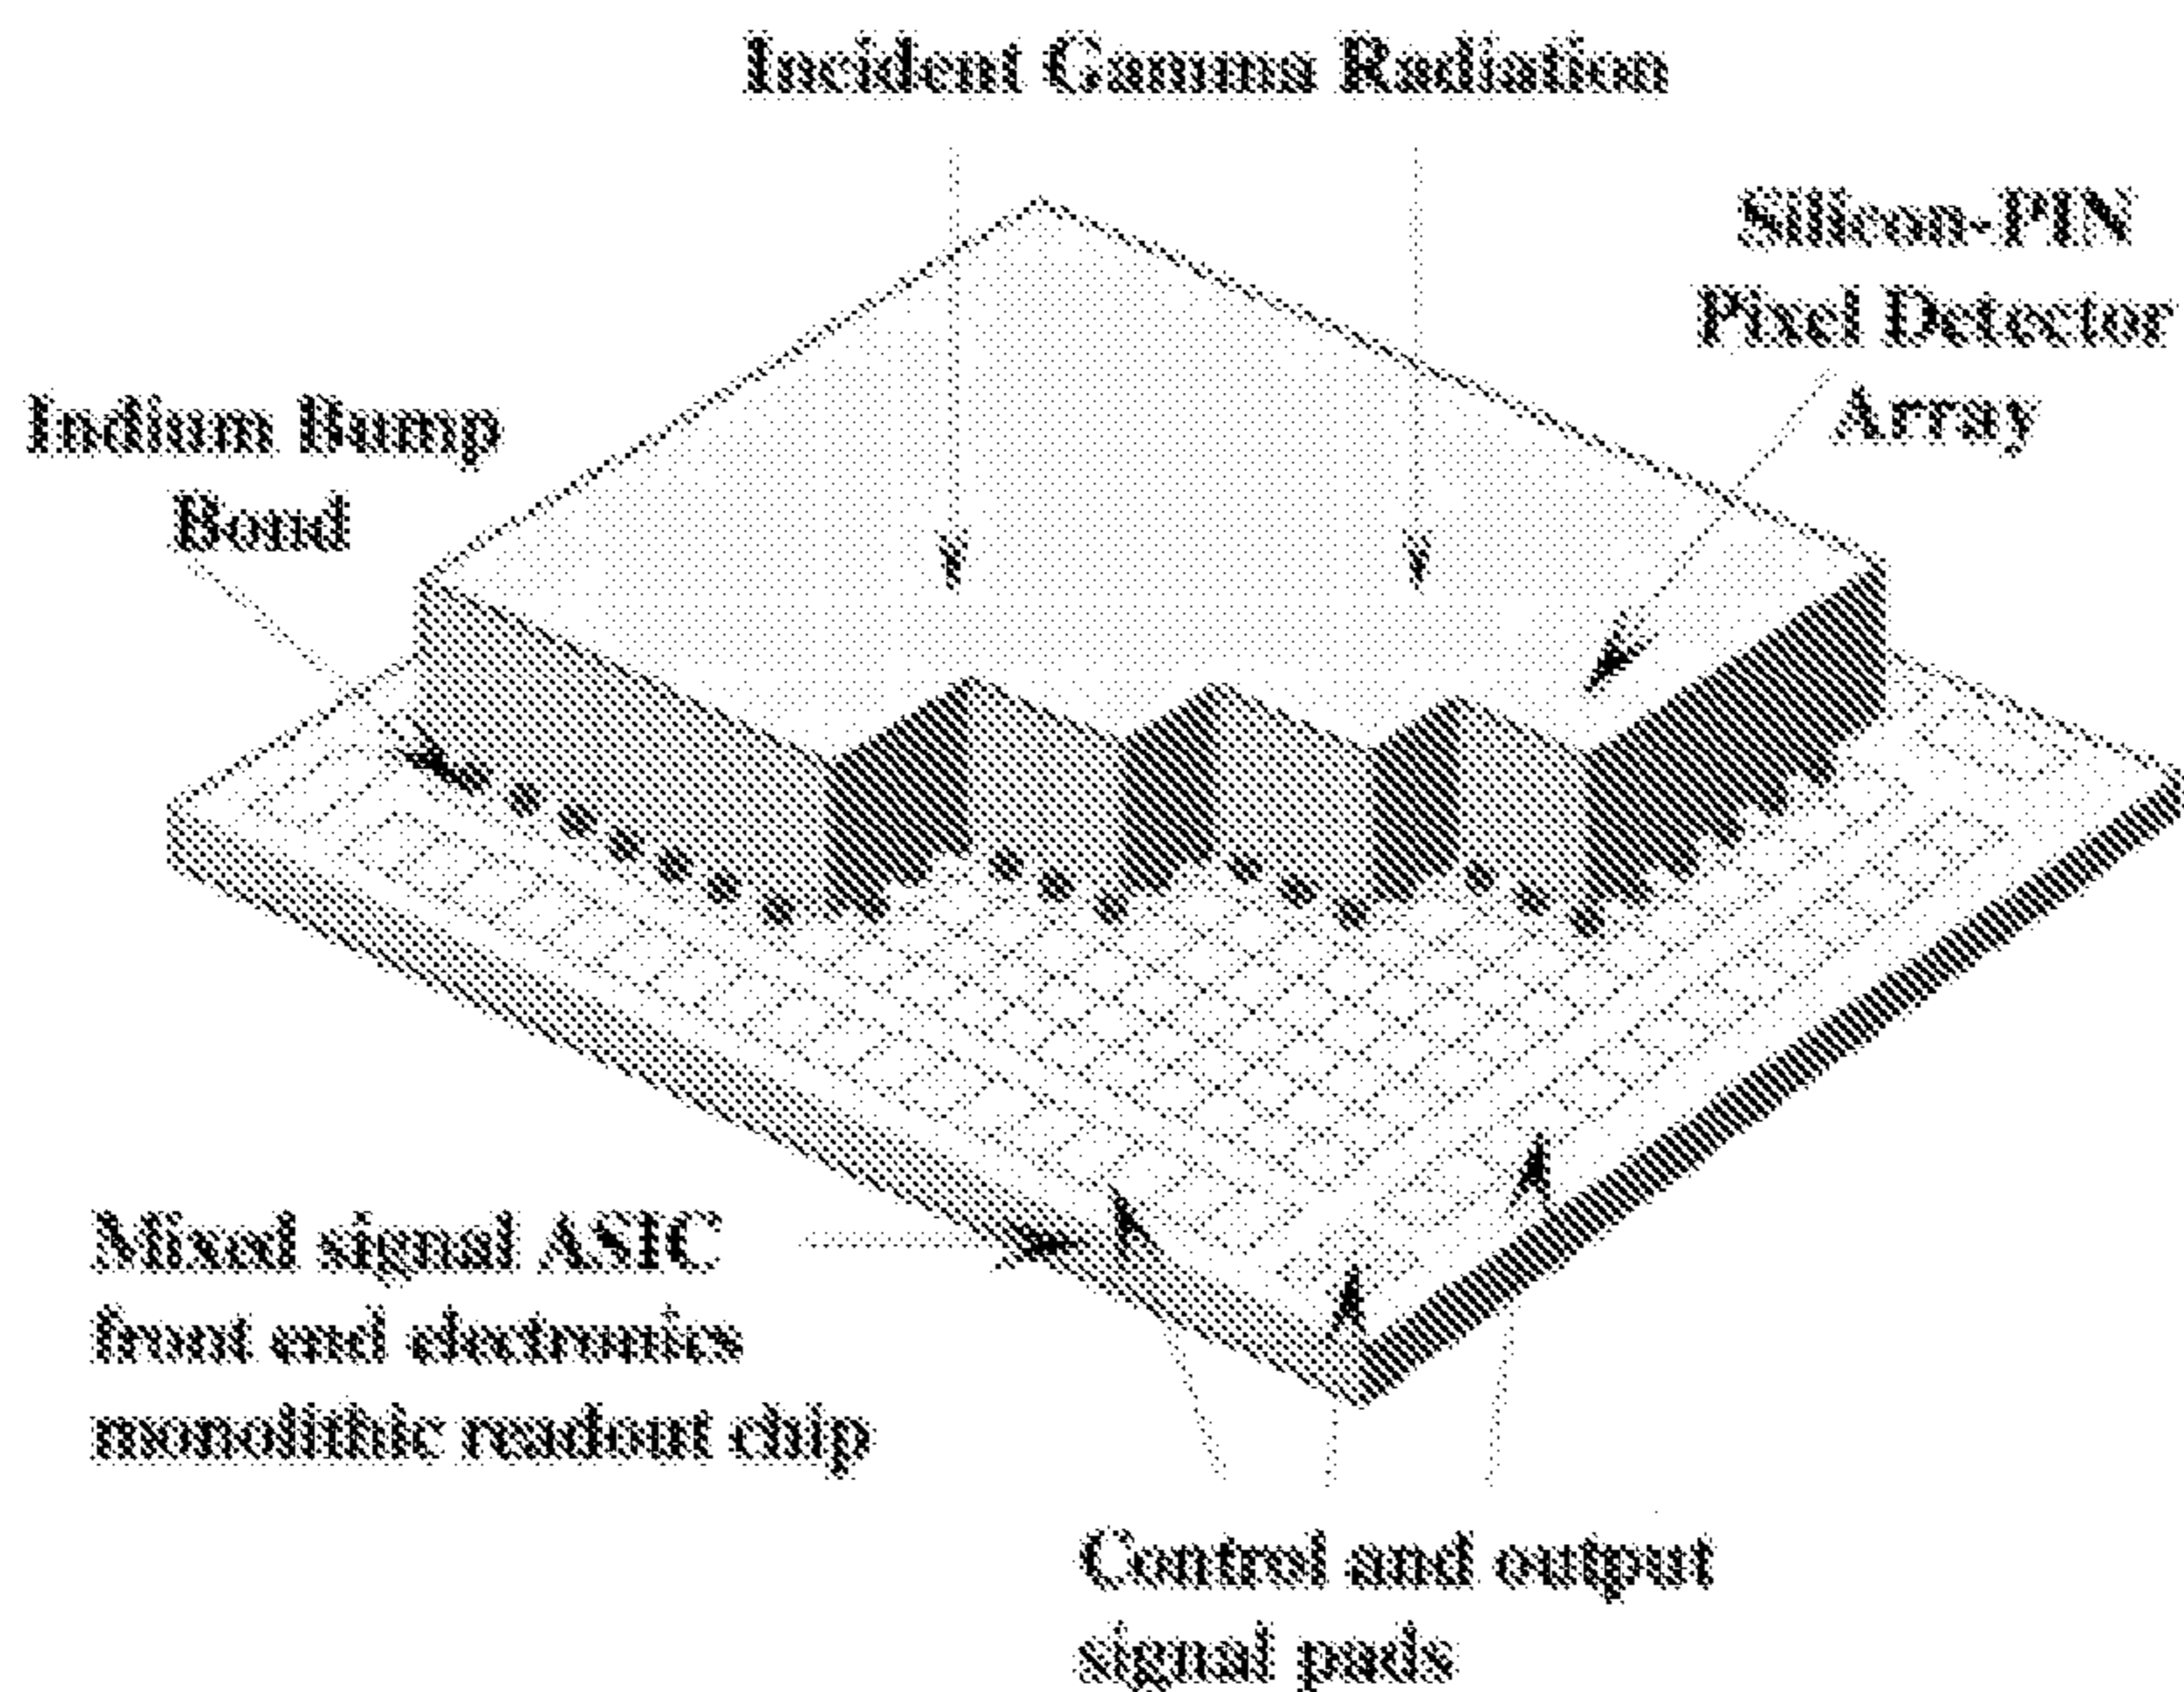 Incident Gamma Radiation
Silicon-PIN
Pixel Detector
Array
Indium Bump
Bond
Mixed signal ASIC
front end electronics
monolithic readout chip
Control and output
signal pads